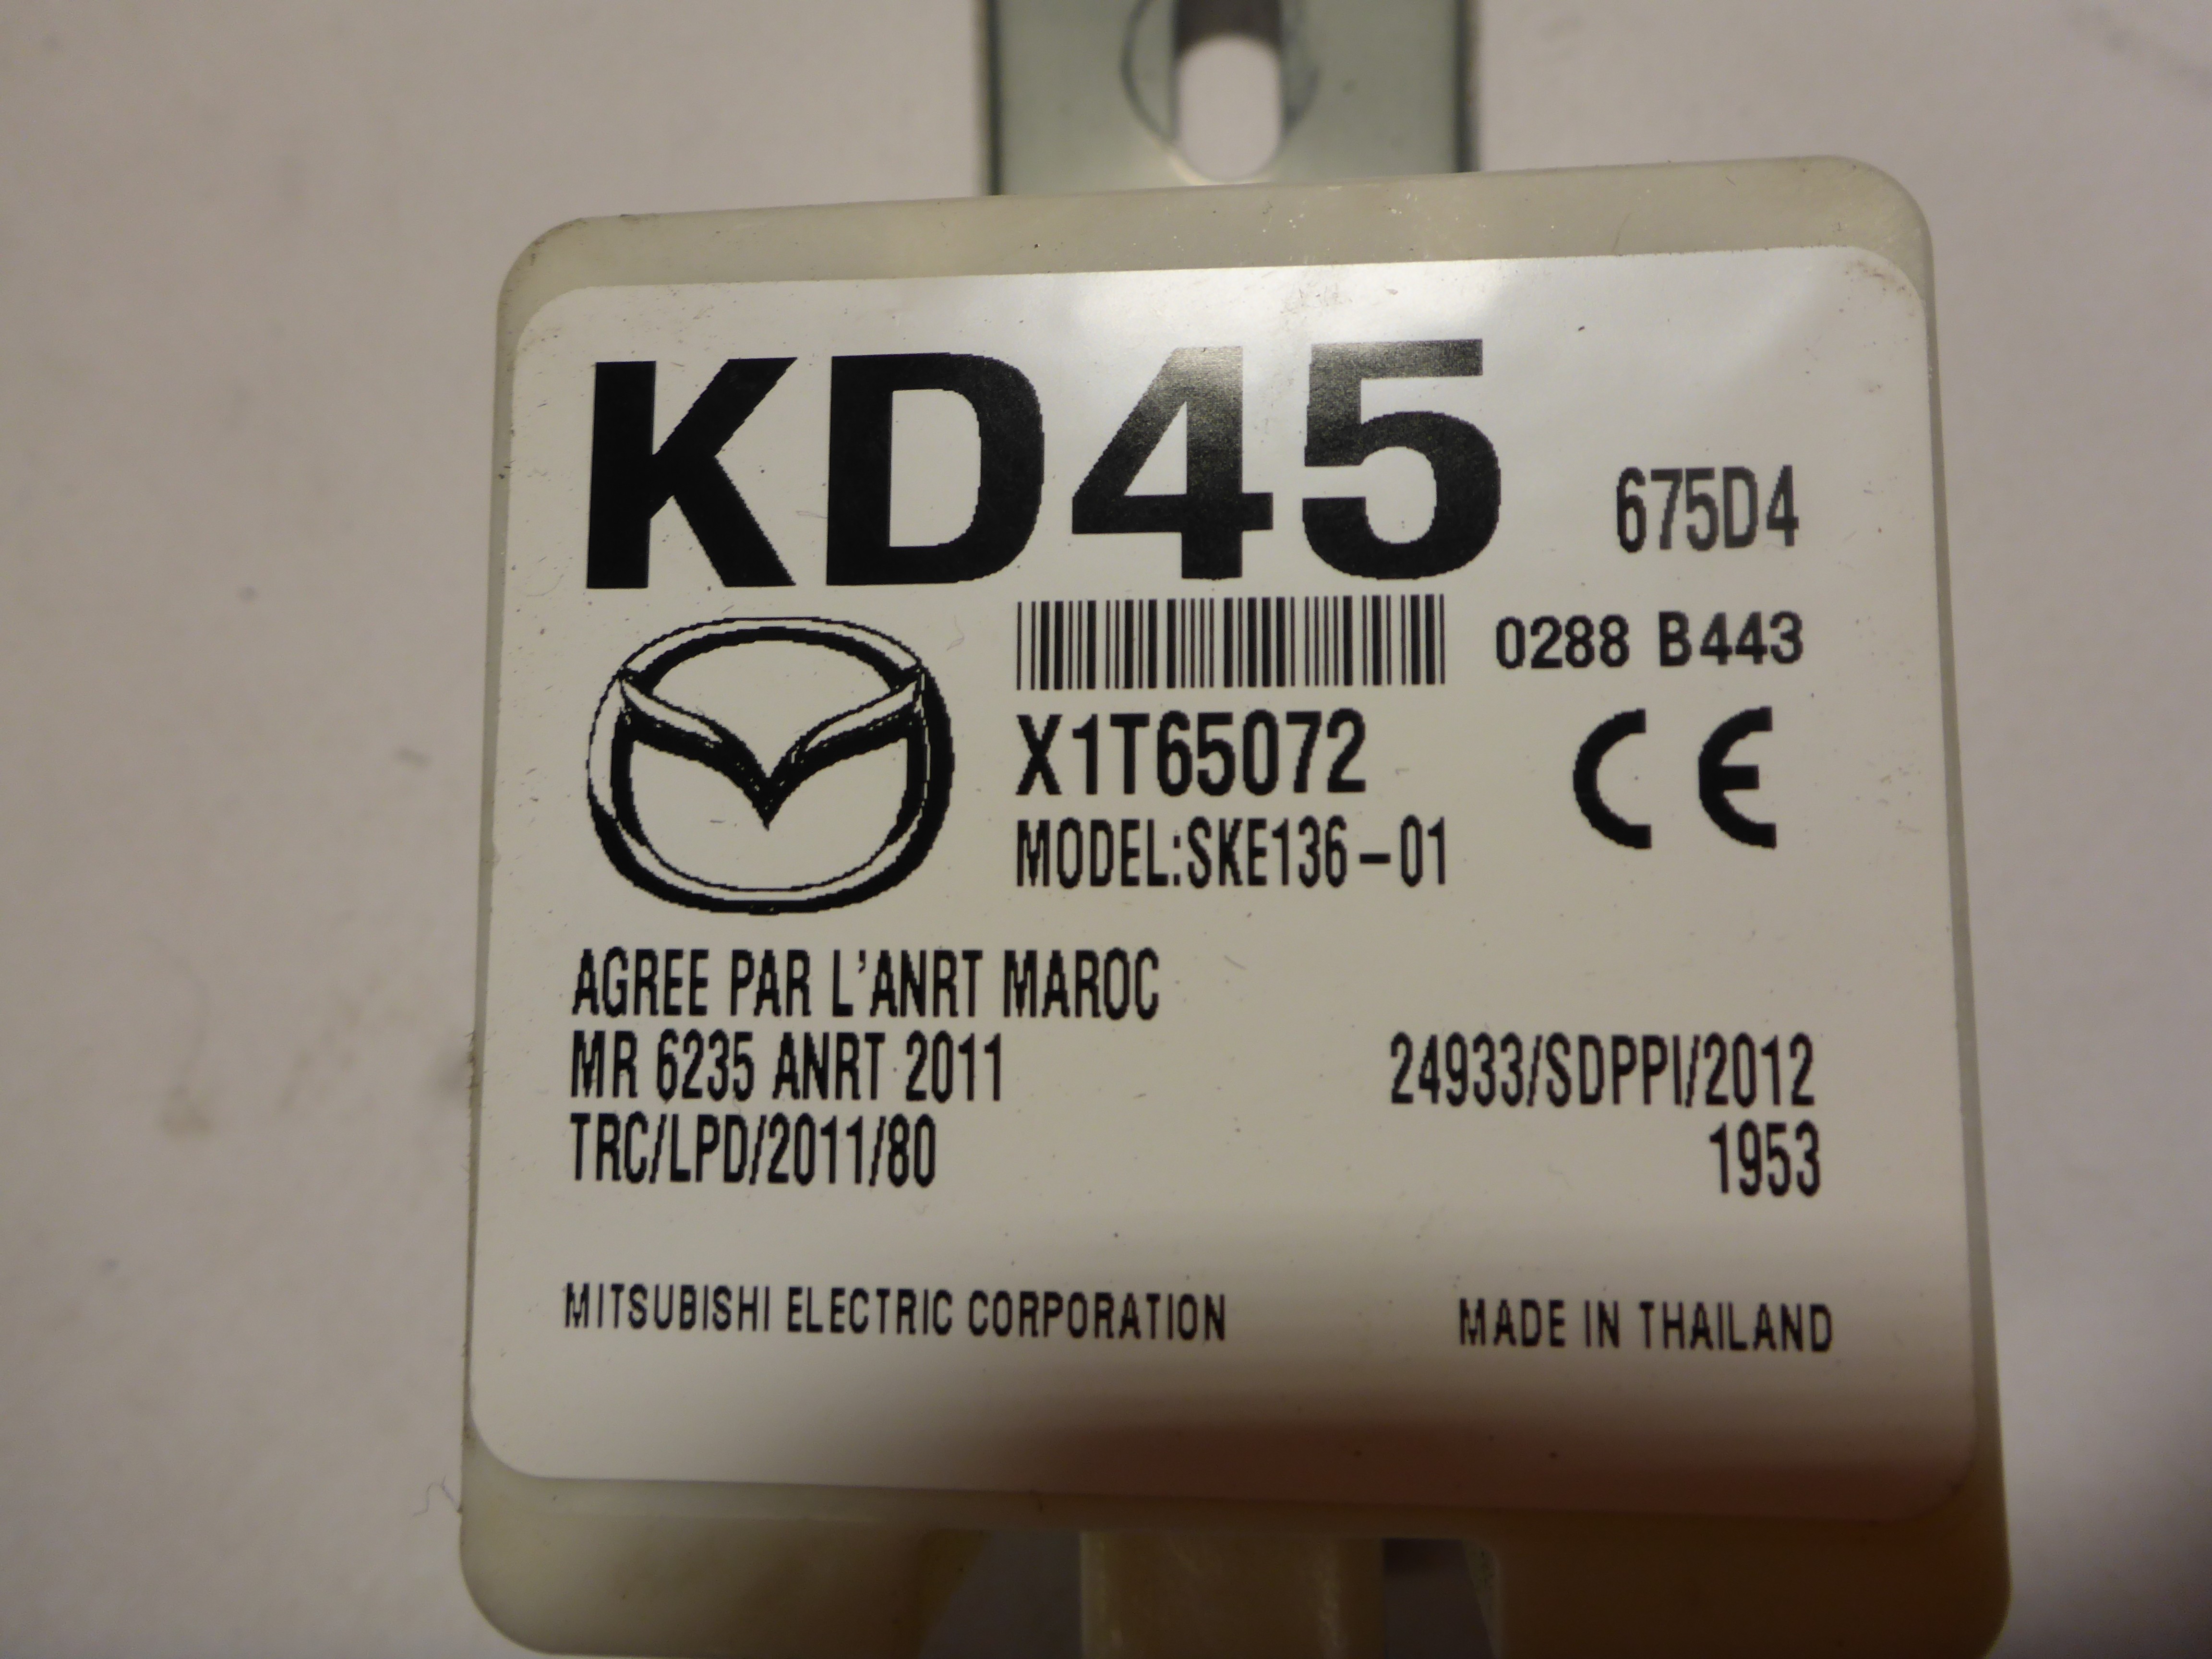 KD45 675D4
0288 B443
X1T65072
CE
MODEL:SKE136-01
AGREE PAR L'ANRT MAROC
MR 6235 ANRT 2011 24933/SDPPI/2012
TRC/LPD/2011/80 1953
MITSUBISHI ELECTRIC CORPORATION MADE IN THAILAND